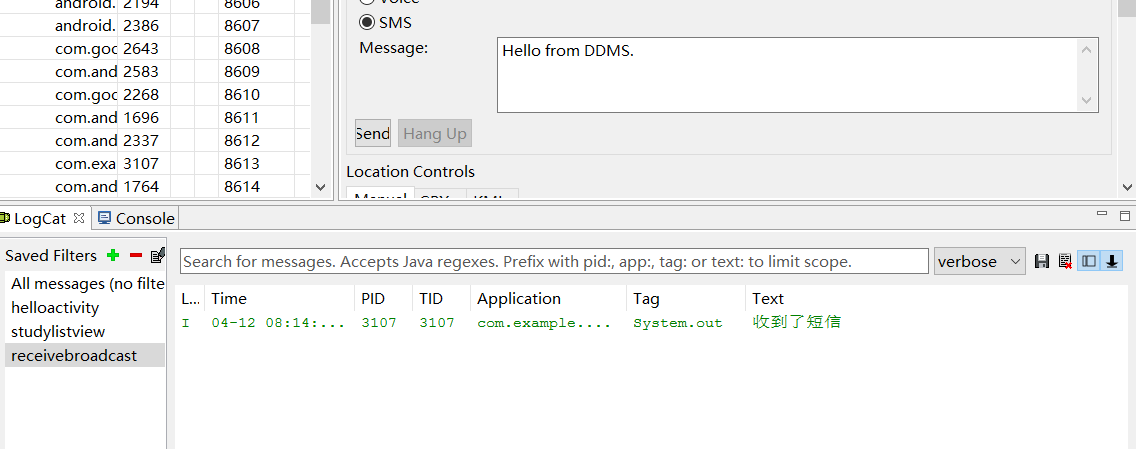 android. 2194 8606
Voice
android. 2386 8607
SMS
com.goc 2643 8608
Message:
Hello from DDMS.
com.and 2583 8609
com.goc 2268 8610
com.and 1696 8611
com.and 2337 8612
Send
Hang Up
com.exa 3107 8613
Location Controls
com.and 1764 8614
Manual
LogCat
Console
Saved Filters
Search for messages. Accepts Java regexes. Prefix with pid:, app:, tag: or text: to limit scope.
verbose
All messages (no filte
helloactivity
studylistview
receivebroadcast
L... Time PID TID Application Tag Text
I 04-12 08:14:... 3107 3107 com.example.... System.out 收到了短信